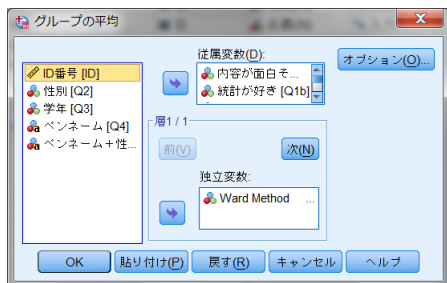 グループの平均
従属変数(D):
オプション(O)...
ID番号 [ID]
性別 [Q2]
学年 [Q3]
ペンネーム [Q4]
ペンネーム＋性...
内容が面白そ...
統計が好き [Q1b]
層1 / 1
前(V)
次(N)
独立変数:
Ward Method ...
OK
貼り付け(P)
戻す(R)
キャンセル
ヘルプ